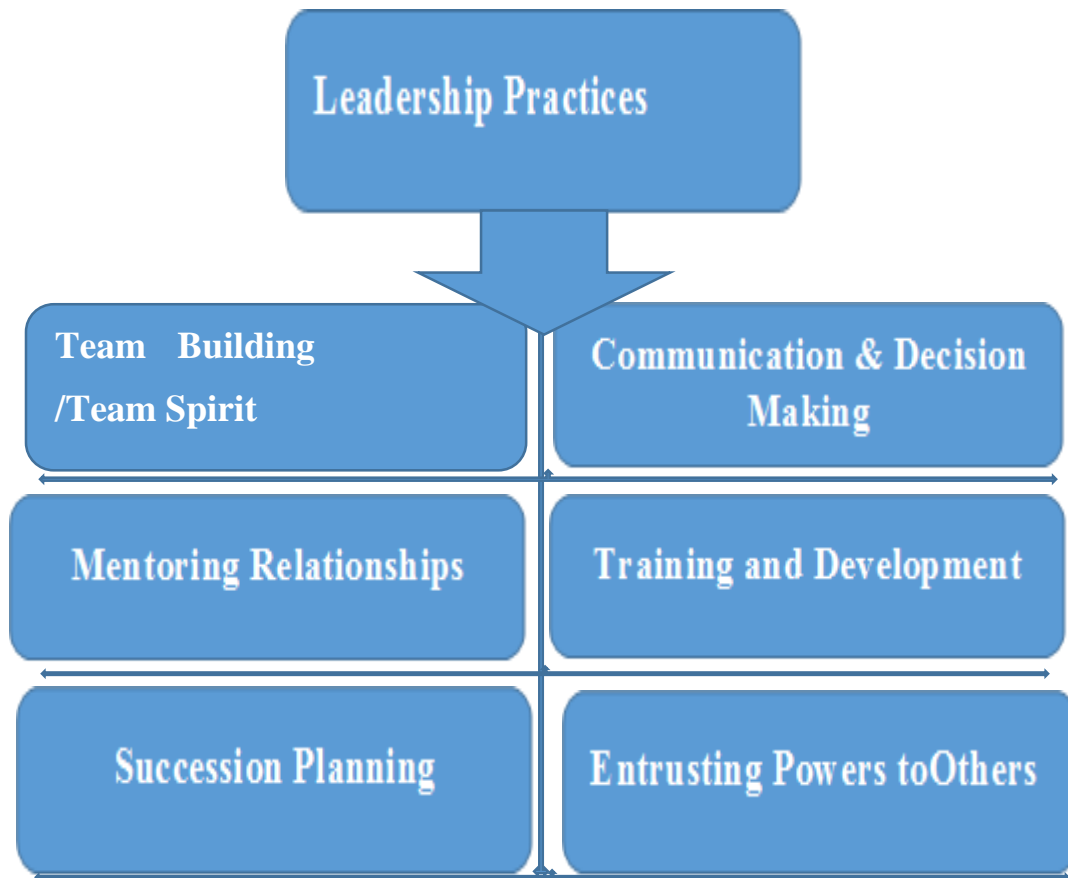 Leadership Practices
Team Building
/Team Spirit
Communication & Decision
Making
Mentoring Relationships
Training and Development
Succession Planning
Entrusting Powers toOthers